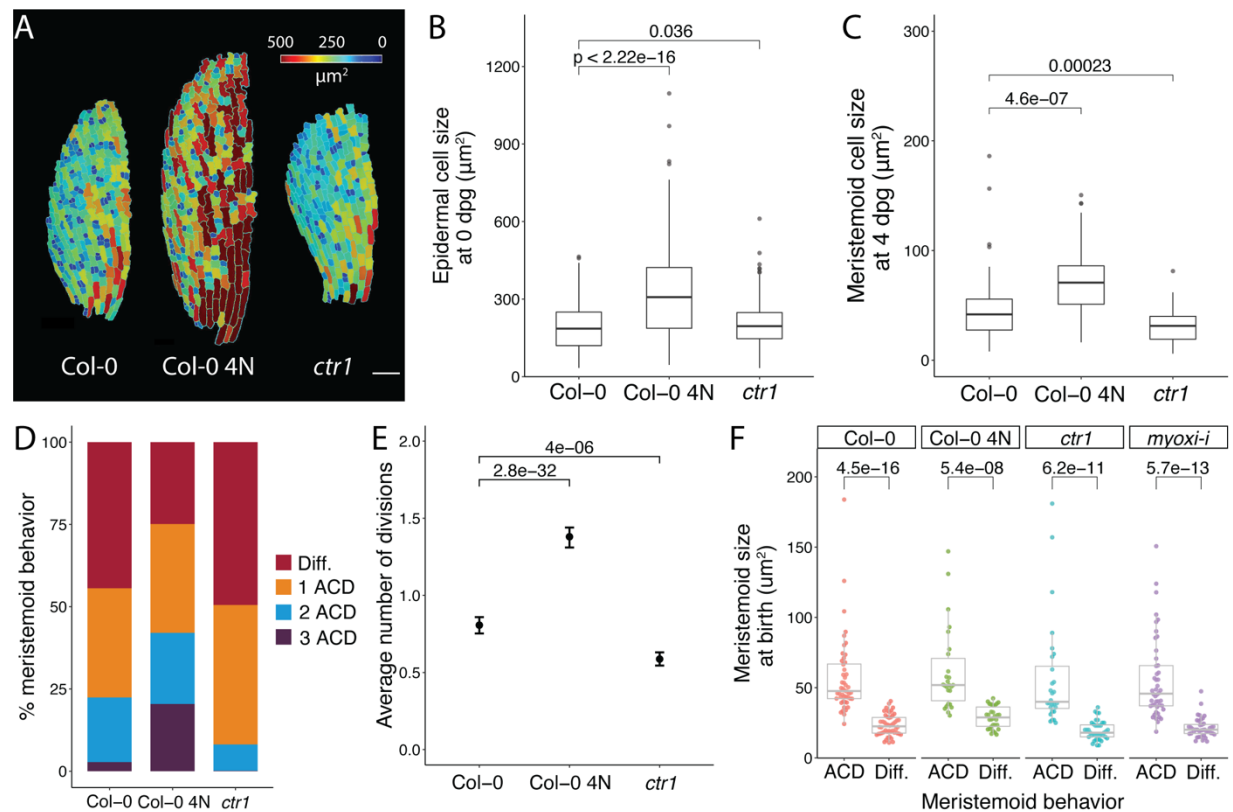 A
500 250 0
μm²
Col-0 Col-0 4N ctr1
B
Epidermal cell size
at 0 dpg (μm²)
1200
900
600
300
0
0.036
p < 2.22e−16
Col−0 Col−0 4N ctr1
C
Meristemoid cell size
at 4 dpg (μm²)
300
200
100
0
0.00023
4.6e−07
Col−0 Col−0 4N ctr1
D
% meristemoid behavior
100
75
50
25
0
Col−0 Col−0 4N ctr1
Diff.
1 ACD
2 ACD
3 ACD
E
Average number of divisions
2.0
1.5
1.0
0.5
0.0
4e−06
2.8e−32
Col−0 Col−0 4N ctr1
F
Meristemoid size
at birth (um²)
200
150
100
50
0
Col−0 Col−0 4N ctr1 myoxi-i
4.5e−16 5.4e−08 6.2e−11 5.7e−13
ACD Diff. ACD Diff. ACD Diff. ACD Diff.
Meristemoid behavior